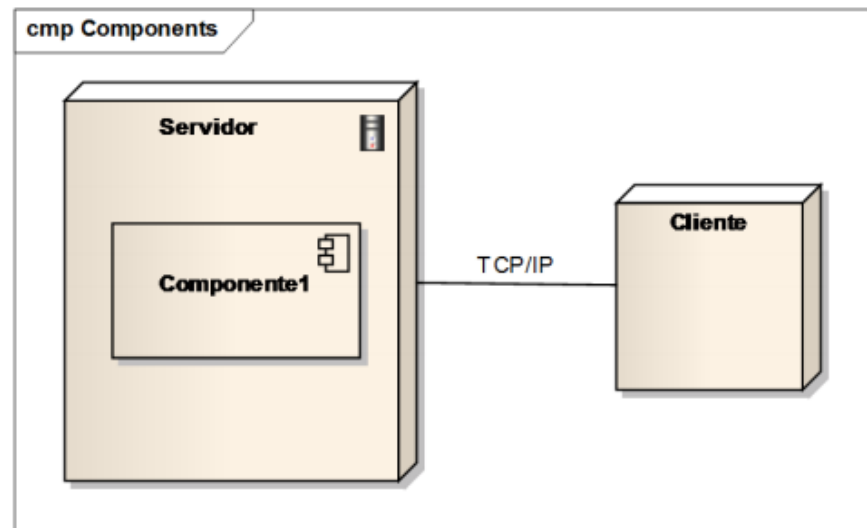 cmp Components
Servidor
Componente1
TCP/IP
Cliente